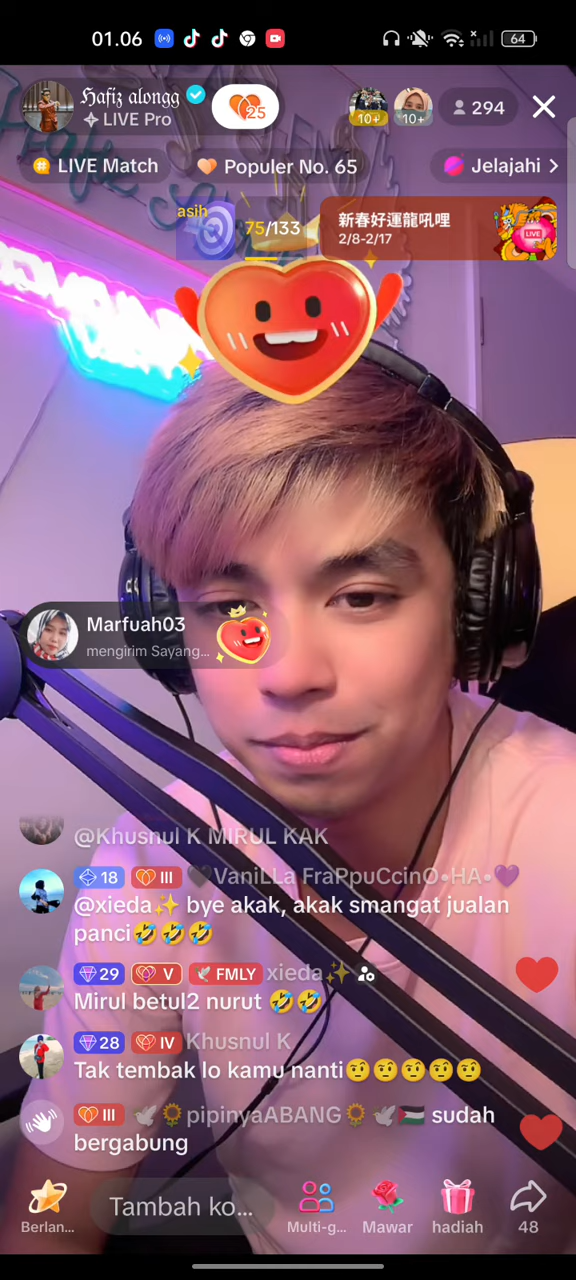 01.06
64
Hafiz alongg
LIVE Pro
25
10+
10+
294
LIVE Match
Populer No. 65
Jelajahi
asih
75/133
新春好運龍吼哩
2/8-2/17
LIVE
Marfuah03
mengirim Sayang...
@Khusnul K MIRUL KAK
18 III 🖤VaniLLa FraPpuCcinO•HA•💜
@xieda✨ bye akak, akak smangat jualan
panci🤣🤣🤣
29 V FMLY xieda✨
Mirul betul2 nurut 🤣🤣
28 IV Khusnul K
Tak tembak lo kamu nanti🤨🤨🤨🤨🤨
III 🕊🌻pipinyaABANG🌻🕊🇵🇸 sudah
bergabung
Berlan...
Tambah ko...
Multi-g...
Mawar
hadiah
48